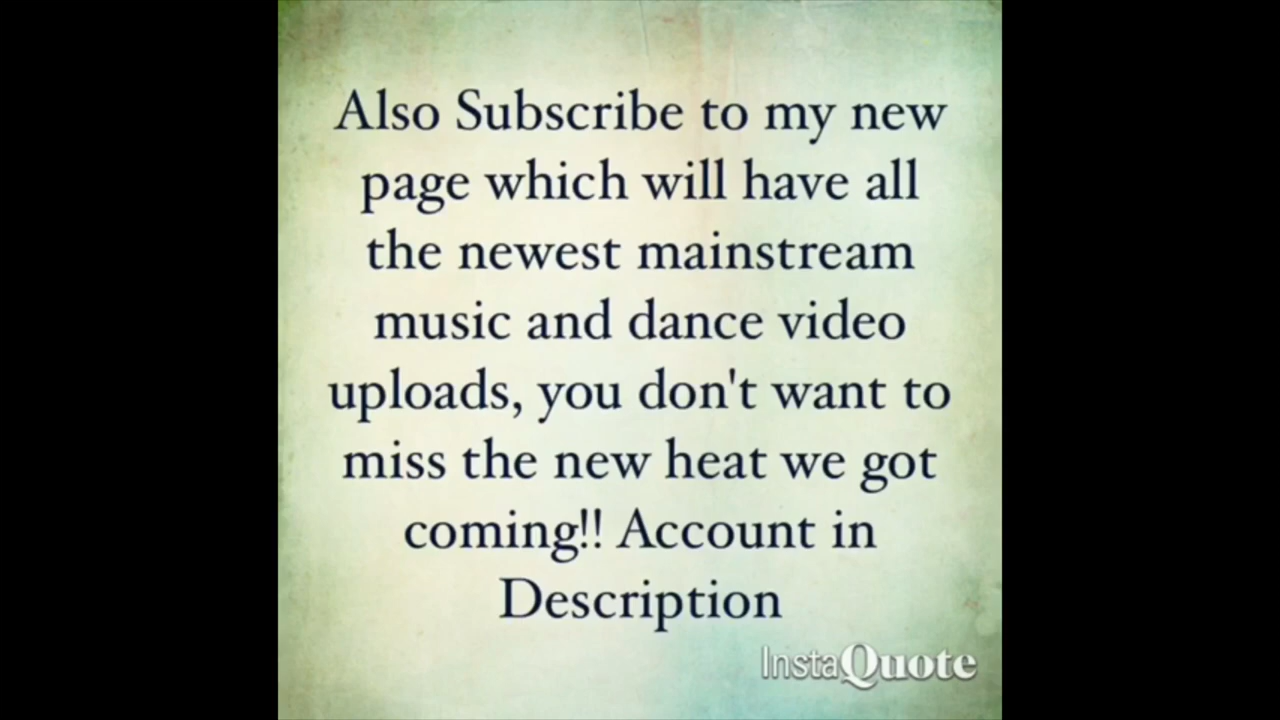 Also Subscribe to my new
page which will have all
the newest mainstream
music and dance video
uploads, you don't want to
miss the new heat we got
coming!! Account in
Description
InstaQuote